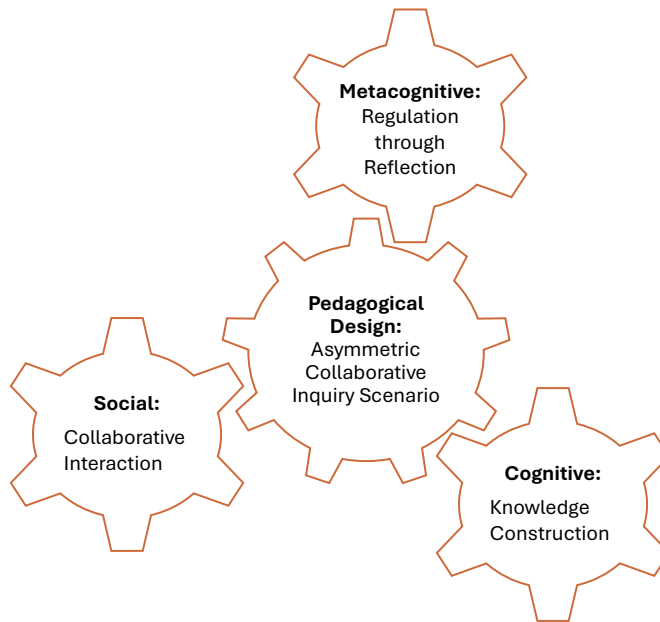 Metacognitive:
Regulation
through
Reflection
Pedagogical
Design:
Asymmetric
Collaborative
Inquiry Scenario
Social:
Collaborative
Interaction
Cognitive:
Knowledge
Construction